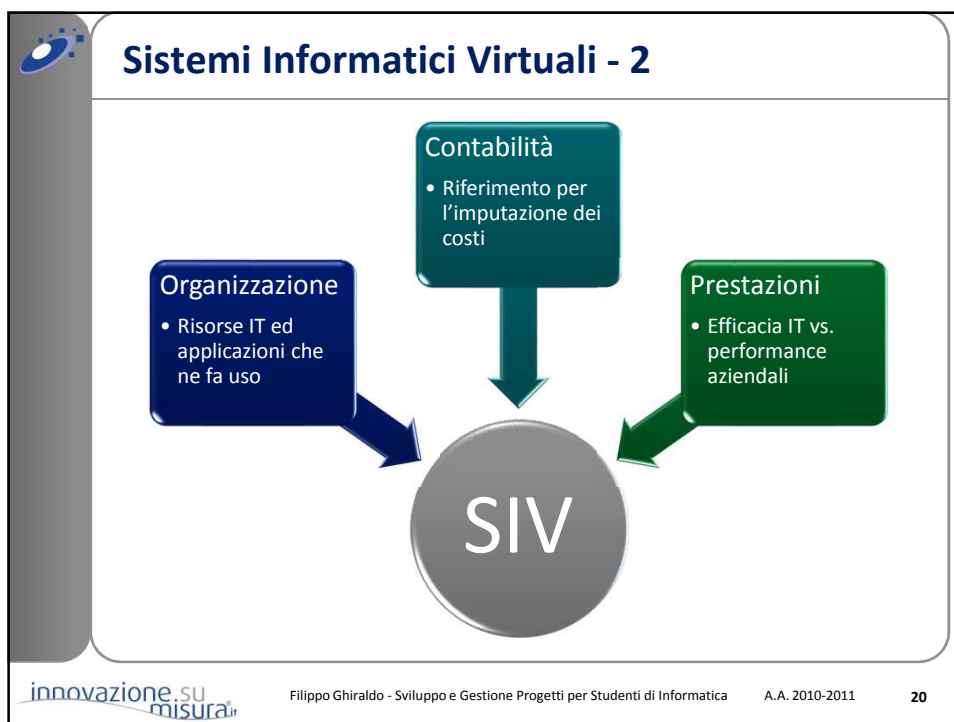 Sistemi Informatici Virtuali - 2
Contabilità
• Riferimento per
l'imputazione dei
costi
Organizzazione
• Risorse IT ed
applicazioni che
ne fa uso
Prestazioni
• Efficacia IT vs.
performance
aziendali
SIV
innovazione.su
misura.it
Filippo Ghiraldo - Sviluppo e Gestione Progetti per Studenti di Informatica A.A. 2010-2011 20